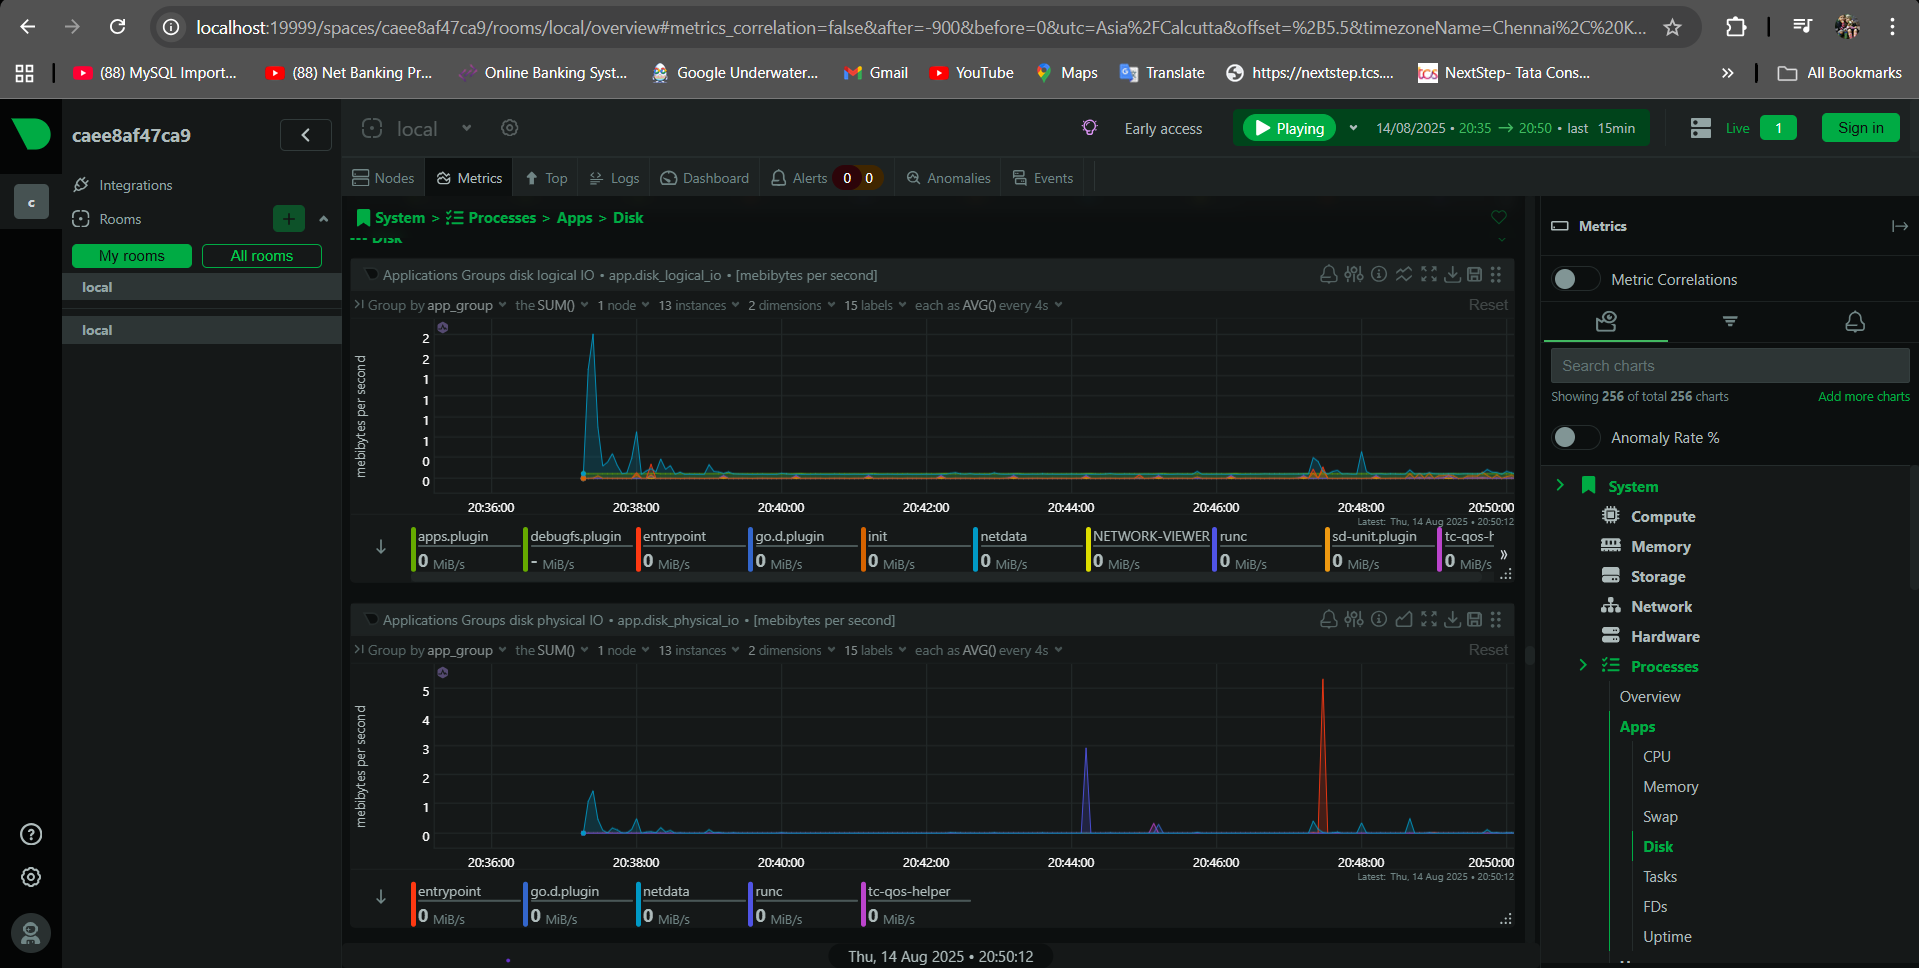 localhost:19999/spaces/caee8af47ca9/rooms/local/overview#metrics_correlation=false&after=-900&before=0&utc=Asia%2FCalcutta&offset=%2B5.5&timezoneName=Chennai%2C%20K...
(88) MySQL Import...
(88) Net Banking Pr...
Online Banking Syst...
Google Underwater...
Gmail
YouTube
Maps
Translate
https://nextstep.tcs....
tcs
NextStep- Tata Cons...
»
All Bookmarks
caee8af47ca9
c
Integrations
Rooms
+
My rooms
All rooms
local
local
local
Early access
Playing
14/08/2025 • 20:35 → 20:50 • last 15min
Live
1
Sign in
Nodes
Metrics
Top
Logs
Dashboard
Alerts 0 0
Anomalies
Events
System > Processes > Apps > Disk
--- Disk
Applications Groups disk logical IO • app.disk_logical_io • [mebibytes per second]
Group by app_group the SUM() 1 node 13 instances 2 dimensions 15 labels each as AVG() every 4s
Reset
mebibytes per second
2
2
1
1
1
1
0
0
20:36:00
20:38:00
20:40:00
20:42:00
20:44:00
20:46:00
20:48:00
20:50:00
Latest: Thu, 14 Aug 2025 • 20:50:12
apps.plugin
0 MiB/s
debugfs.plugin
- MiB/s
entrypoint
0 MiB/s
go.d.plugin
0 MiB/s
init
0 MiB/s
netdata
0 MiB/s
NETWORK-VIEWER
0 MiB/s
runc
0 MiB/s
sd-unit.plugin
0 MiB/s
tc-qos-h
0 MiB/s
»
Applications Groups disk physical IO • app.disk_physical_io • [mebibytes per second]
Group by app_group the SUM() 1 node 13 instances 2 dimensions 15 labels each as AVG() every 4s
Reset
mebibytes per second
5
4
3
2
1
0
20:36:00
20:38:00
20:40:00
20:42:00
20:44:00
20:46:00
20:48:00
20:50:00
Latest: Thu, 14 Aug 2025 • 20:50:12
entrypoint
0 MiB/s
go.d.plugin
0 MiB/s
netdata
0 MiB/s
runc
0 MiB/s
tc-qos-helper
0 MiB/s
Thu, 14 Aug 2025 • 20:50:12
Metrics
Metric Correlations
Search charts
Showing 256 of total 256 charts
Add more charts
Anomaly Rate %
System
Compute
Memory
Storage
Network
Hardware
Processes
Overview
Apps
CPU
Memory
Swap
Disk
Tasks
FDs
Uptime